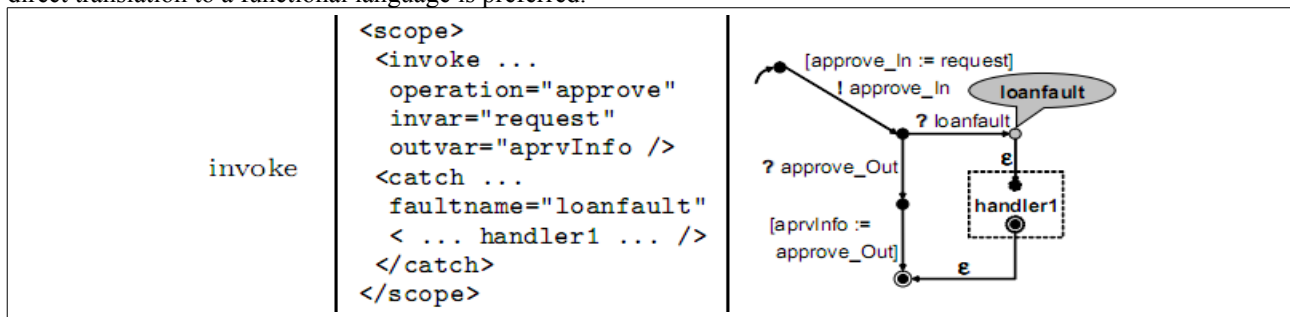 direct translation to a functional language is preferred.
invoke
<scope>
<invoke ...
operation="approve"
invar="request"
outvar="aprvInfo />
<catch ...
faultname="loanfault"
< ... handler1 ... />
</catch>
</scope>
[approve_In := request]
! approve_In
loanfault
? loanfault
? approve_Out
ε
handler1
[aprvInfo :=
approve_Out]
ε